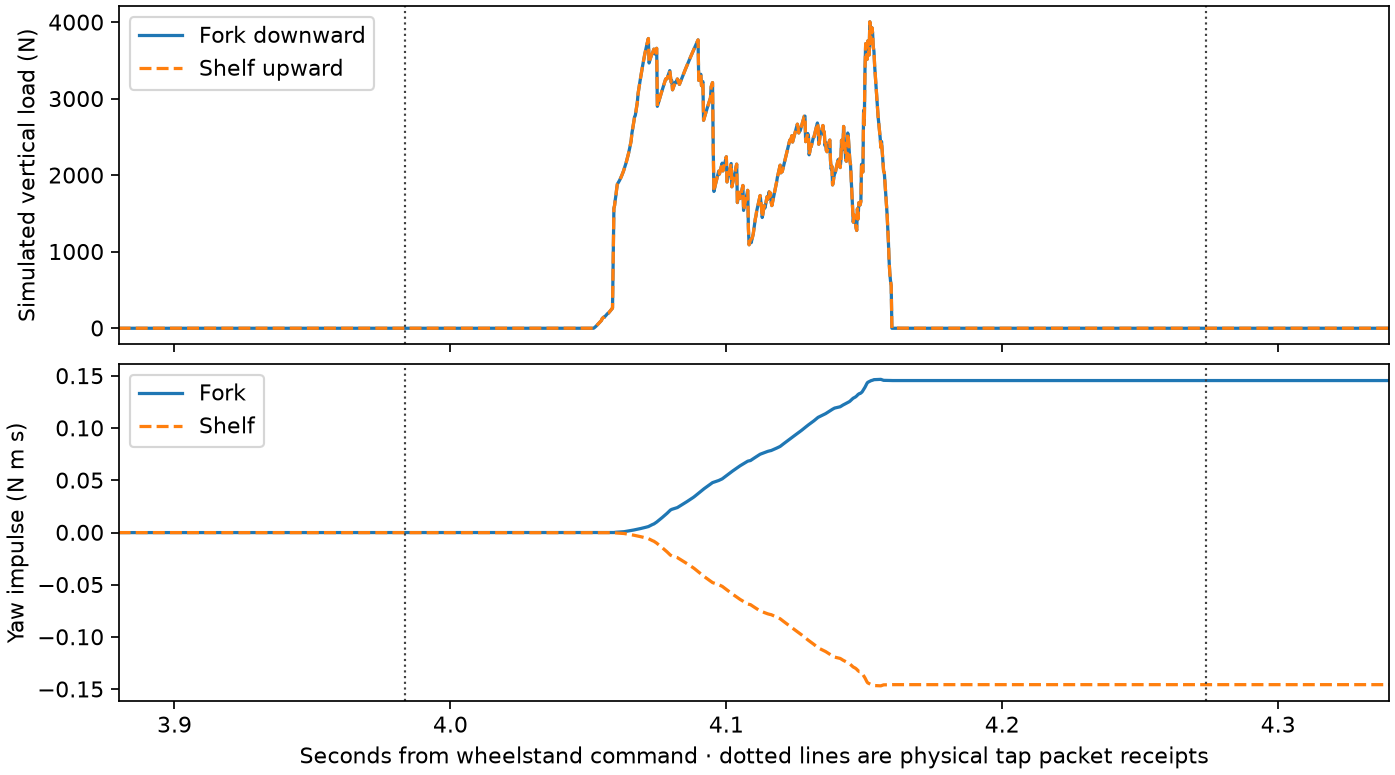 Simulated vertical load (N)
4000
3000
2000
1000
0
Fork downward
Shelf upward
Yaw impulse (N m s)
0.15
0.10
0.05
0.00
−0.05
−0.10
−0.15
Fork
Shelf
3.9
4.0
4.1
4.2
4.3
Seconds from wheelstand command · dotted lines are physical tap packet receipts